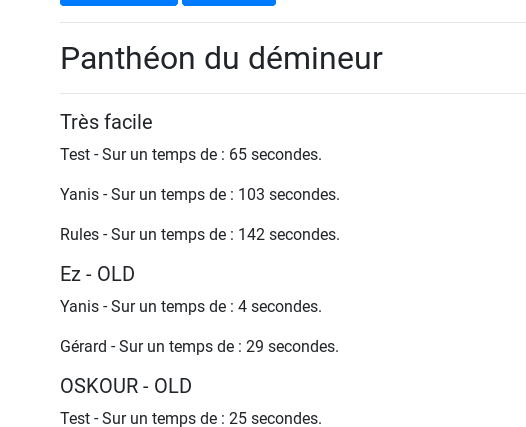 Panthéon du démineur
Très facile
Test - Sur un temps de : 65 secondes.
Yanis - Sur un temps de : 103 secondes.
Rules - Sur un temps de : 142 secondes.
Ez - OLD
Yanis - Sur un temps de : 4 secondes.
Gérard - Sur un temps de : 29 secondes.
OSKOUR - OLD
Test - Sur un temps de : 25 secondes.